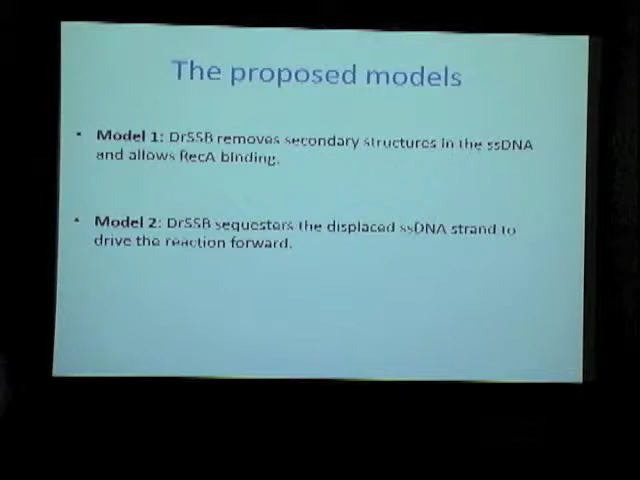 The proposed models
• Model 1: DrSSB removes secondary structures in the ssDNA
and allows RecA binding.
• Model 2: DrSSB sequesters the displaced ssDNA strand to
drive the reaction forward.